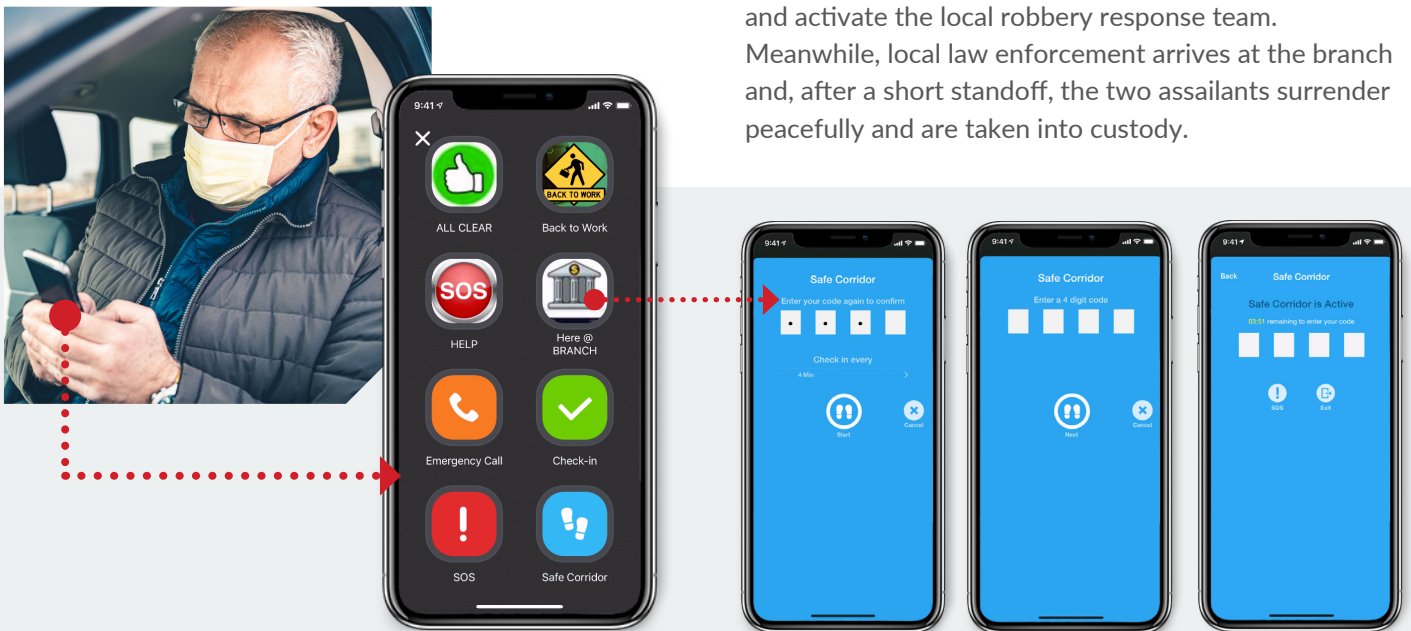 and activate the local robbery response team.
Meanwhile, local law enforcement arrives at the branch
and, after a short standoff, the two assailants surrender
peacefully and are taken into custody.
9:41
BACK TO WORK
ALL CLEAR
Back to Work
SOS
HELP
Here @
BRANCH
Emergency Call
Check-in
SOS
Safe Corridor
9:41
Safe Corridor
Enter your code again to confirm
Check in every
4 Min
Start
Cancel
9:41
Safe Corridor
Enter a 4 digit code
Next
Cancel
9:41
Back
Safe Corridor
Safe Corridor is Active
03:51 remaining to enter your code
SOS
Exit